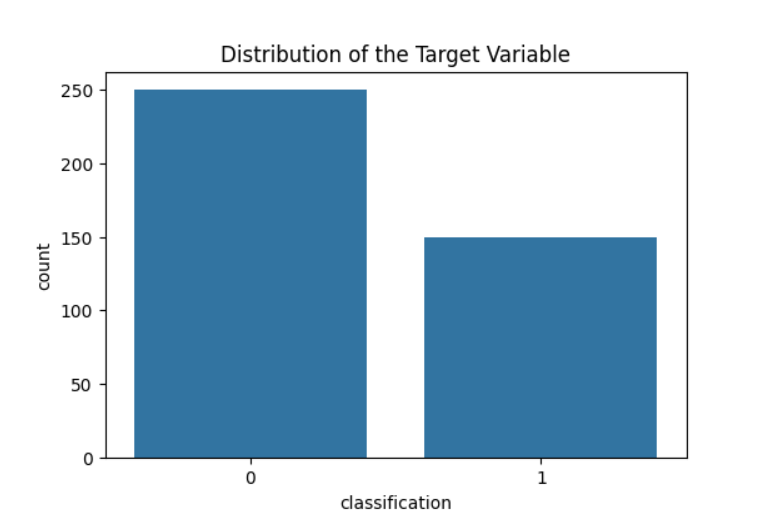 Distribution of the Target Variable
250
200
150
100
50
0
count
0
1
classification